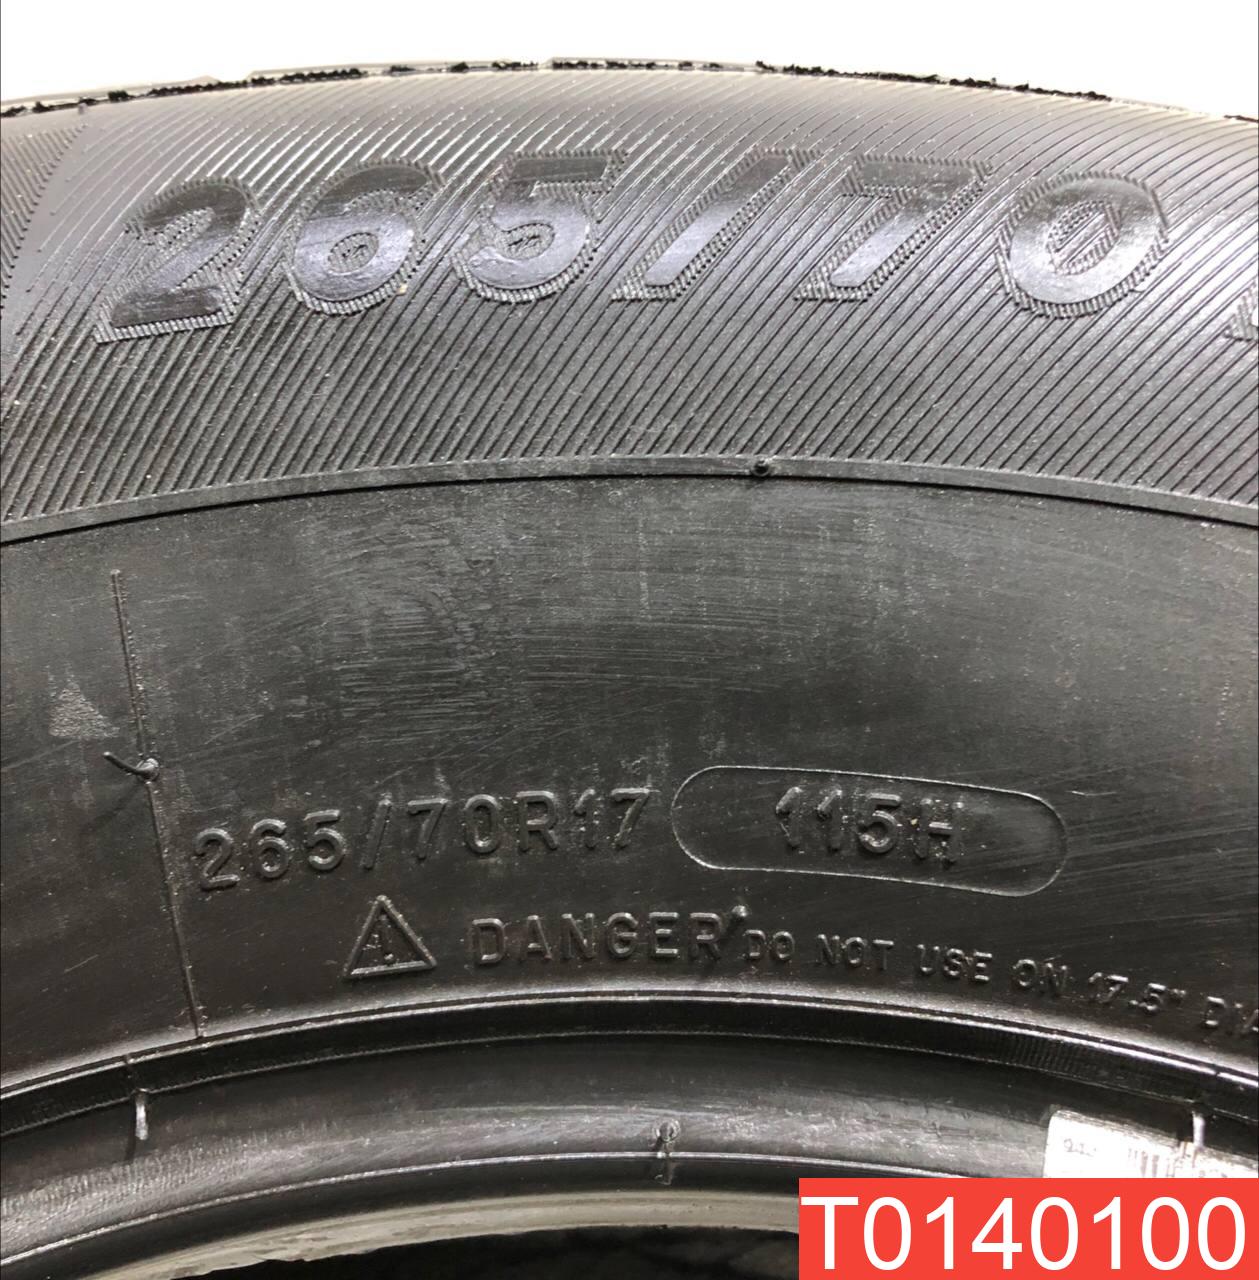 265/70
265/70R17 115H
DANGER DO NOT USE ON 17.5"
T0140100